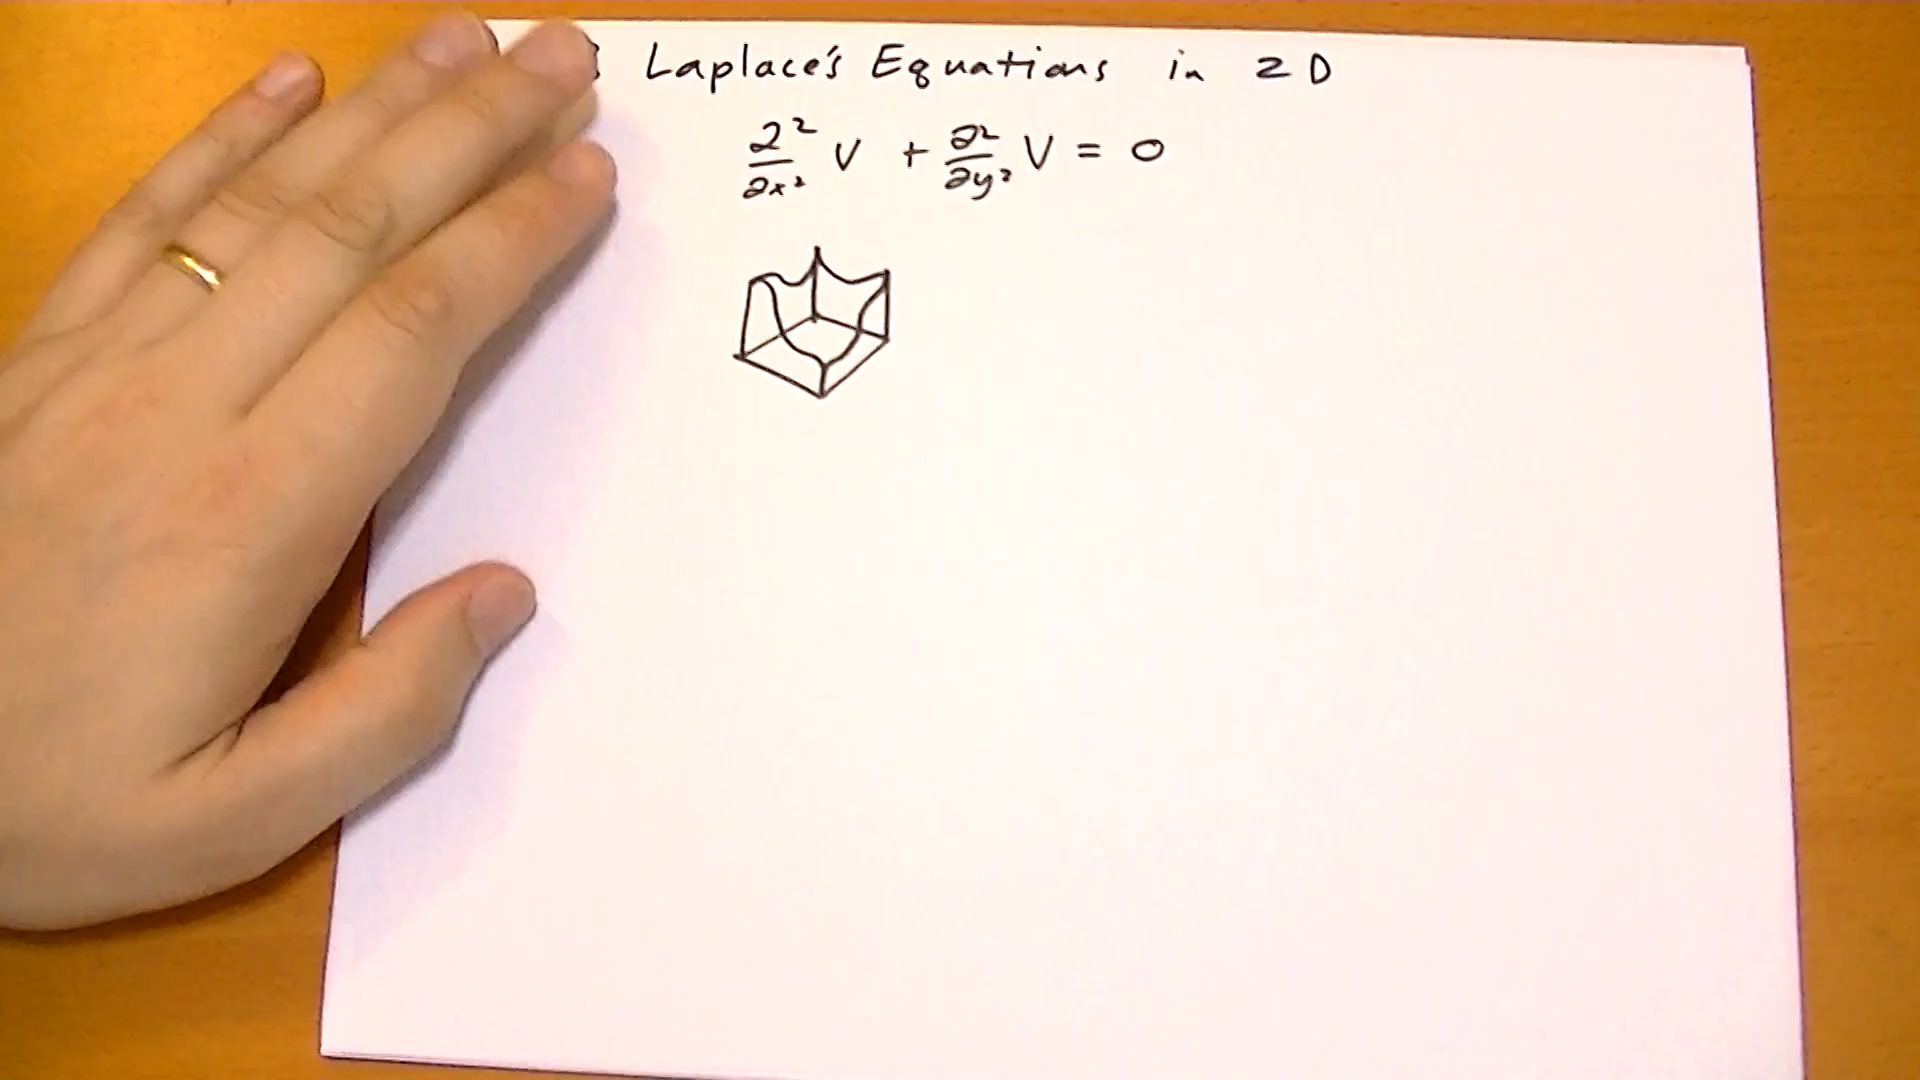 Laplace's Equations in 2D
∂²/∂x² V + ∂²/∂y² V = 0